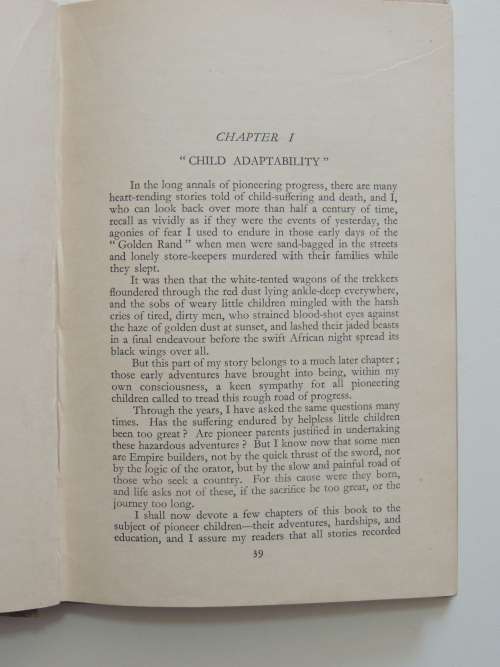 CHAPTER I
“ CHILD ADAPTABILITY ”
In the long annals of pioneering progress, there are many
heart-rending stories told of child-suffering and death, and I,
who can look back over more than half a century of time,
recall as vividly as if they were the events of yesterday, the
agonies of fear I used to endure in those early days of the
“ Golden Rand ” when men were sand-bagged in the streets
and lonely store-keepers murdered with their families while
they slept.
It was then that the white-tented wagons of the trekkers
floundered through the red dust lying ankle-deep everywhere,
and the sobs of weary little children mingled with the harsh
cries of tired, dirty men, who strained blood-shot eyes against
the haze of golden dust at sunset, and lashed their jaded beasts
in a final endeavour before the swift African night spread its
black wings over all.
But this part of my story belongs to a much later chapter ;
those early adventures have brought into being, within my
own consciousness, a keen sympathy for all pioneering
children called to tread this rough road of progress.
Through the years, I have asked the same questions many
times. Has the suffering endured by helpless little children
been too great ? Are pioneer parents justified in undertaking
these hazardous adventures ? But I know now that some men
are Empire builders, not by the quick thrust of the sword, nor
by the logic of the orator, but by the slow and painful road of
those who seek a country. For this cause were they born,
and life asks not of these, if the sacrifice be too great, or the
journey too long.
I shall now devote a few chapters of this book to the
subject of pioneer children—their adventures, hardships, and
education, and I assure my readers that all stories recorded
39